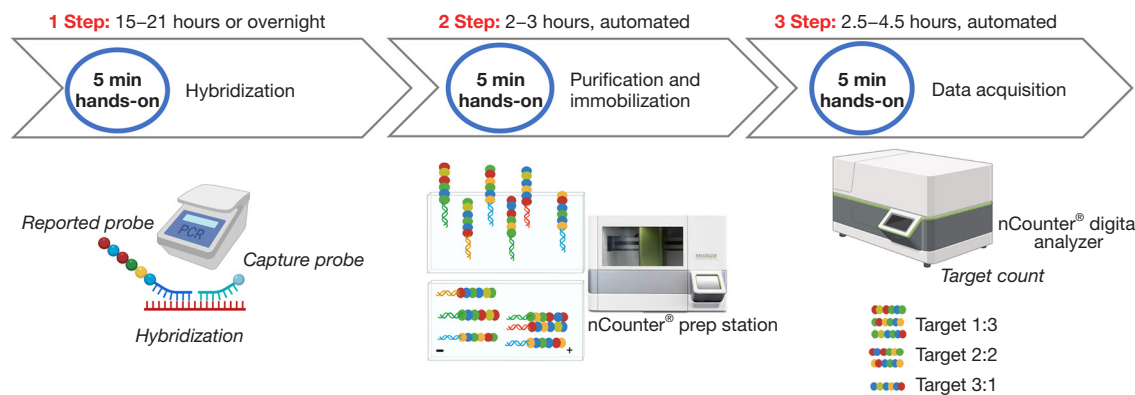 1 Step: 15–21 hours or overnight
2 Step: 2–3 hours, automated
3 Step: 2.5–4.5 hours, automated
5 min
hands-on
Hybridization
5 min
hands-on
Purification and
immobilization
5 min
hands-on
Data acquisition
Reported probe
PCR
Capture probe
Hybridization
–
+
nCounter® prep station
nCounter® digita
analyzer
Target count
Target 1:3
Target 2:2
Target 3:1